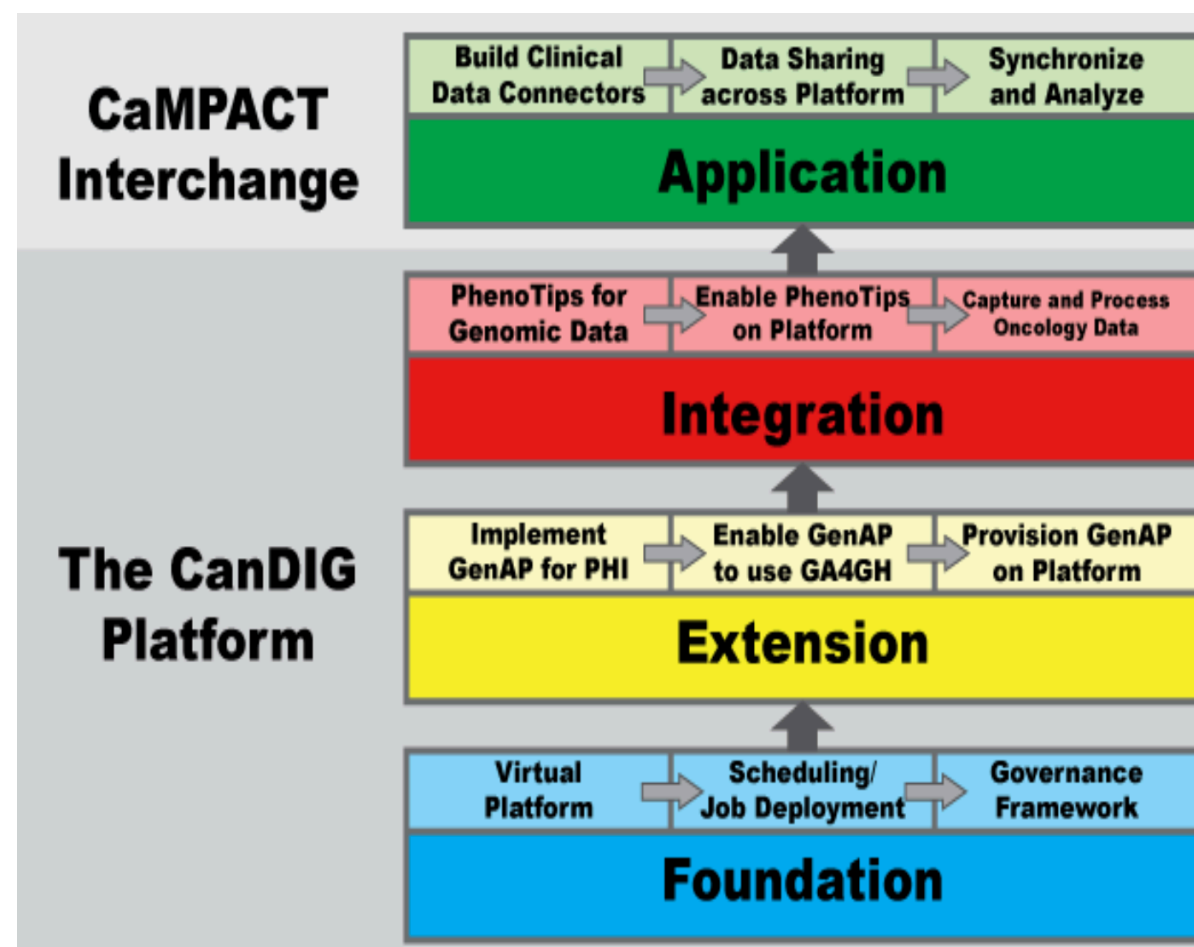 CaMPACT
Interchange
Build Clinical
Data Connectors
Data Sharing
across Platform
Synchronize
and Analyze
Application
PhenoTips for
Genomic Data
Enable PhenoTips
on Platform
Capture and Process
Oncology Data
Integration
The CanDIG
Platform
Implement
GenAP for PHI
Enable GenAP
to use GA4GH
Provision GenAP
on Platform
Extension
Virtual
Platform
Scheduling/
Job Deployment
Governance
Framework
Foundation